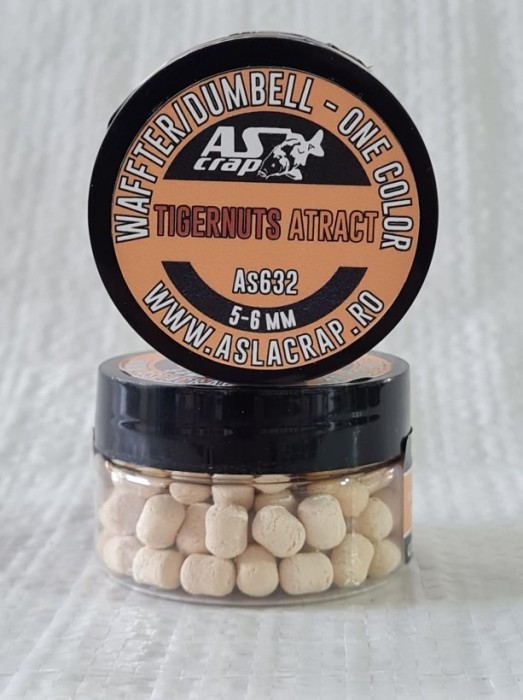 WAFFTER/DUMBELL - ONE COLOR
AS
crap
TIGERNUTS ATRACT
AS632
5-6 MM
WWW.ASLACRAP.RO